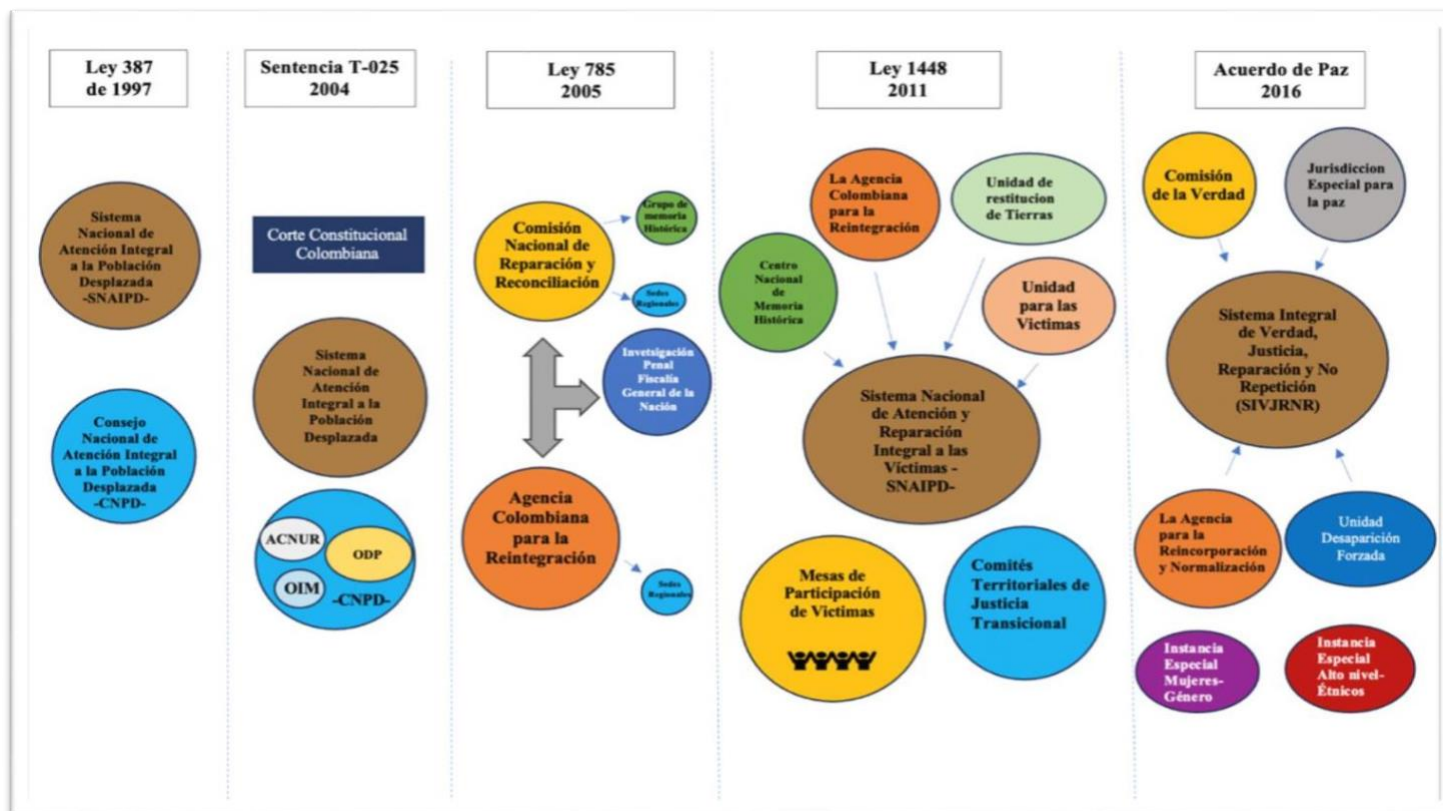 Ley 387
de 1997
Sistema
Nacional de
Atención Integral
a la Población
Desplazada
-SNAIPD-
Consejo
Nacional de
Atención Integral
a la Población
Desplazada
-CNPD-
Sentencia T-025
2004
Corte Constitucional
Colombiana
Sistema
Nacional de
Atención
Integral a la
Población
Desplazada
ACNUR
ODP
OIM
-CNPD-
Ley 785
2005
Comisión
Nacional de
Reparación y
Reconciliación
Grupo de
memoria
Histórica
Sedes
Regionales
Invetsigación
Penal
Fiscalía
General de la
Nación
Agencia
Colombiana
para la
Reintegración
Sedes
Regionales
Ley 1448
2011
La Agencia
Colombiana
para la
Reintegración
Unidad de
restitucion
de Tierras
Centro
Nacional
de
Memoria
Histórica
Unidad
para las
Victimas
Sistema Nacional
de Atención y
Reparación
Integral a las
Víctimas -
SNAIPD-
Mesas de
Participación
de Victimas
Comités
Territoriales de
Justicia
Transicional
Acuerdo de Paz
2016
Comisión
de la Verdad
Jurisdiccion
Especial para
la paz
Sistema Integral
de Verdad,
Justicia,
Reparación y No
Repetición
(SIVJRNR)
La Agencia
para la
Reincorporación
y Normalización
Unidad
Desaparición
Forzada
Instancia
Especial
Mujeres-
Género
Instancia
Especial
Alto nivel-
Étnicos